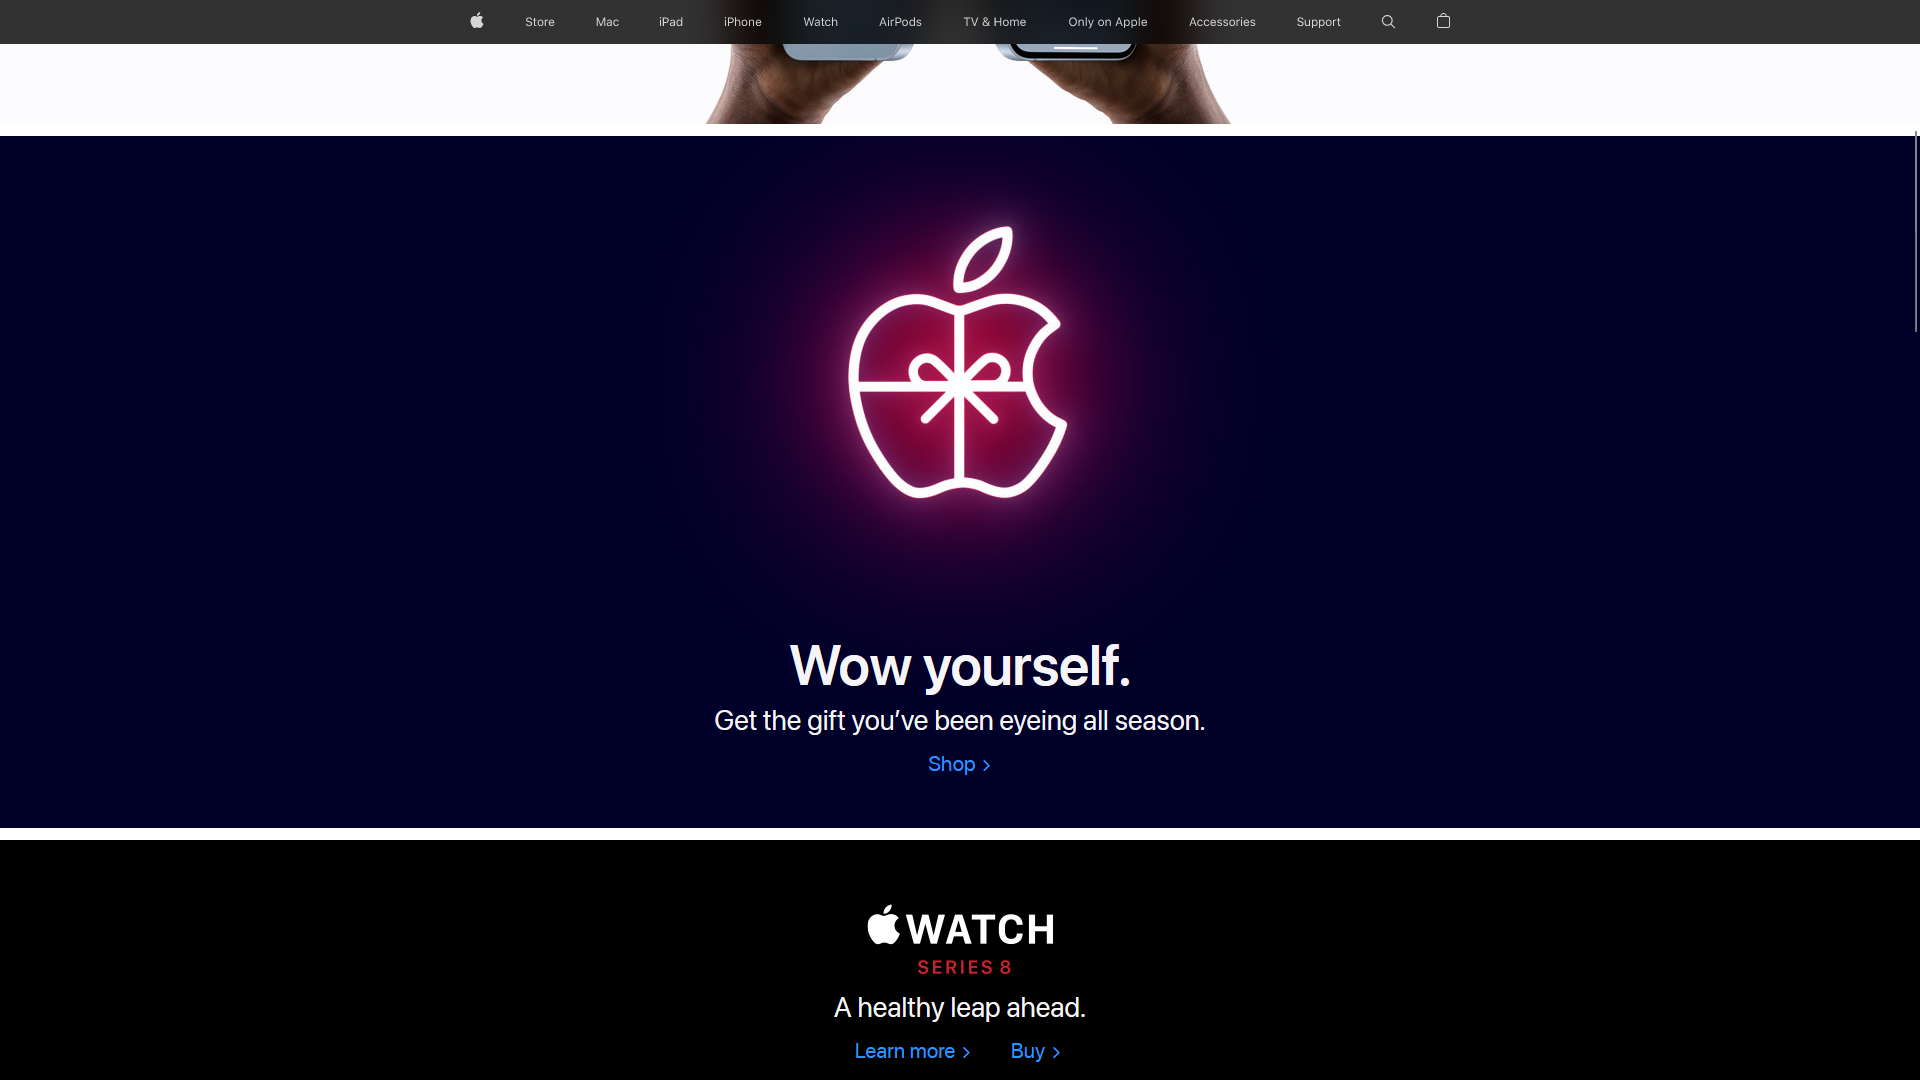 Store Mac iPad iPhone Watch AirPods TV & Home Only on Apple Accessories Support
Wow yourself.
Get the gift you’ve been eyeing all season.
Shop
WATCH
SERIES 8
A healthy leap ahead.
Learn more Buy